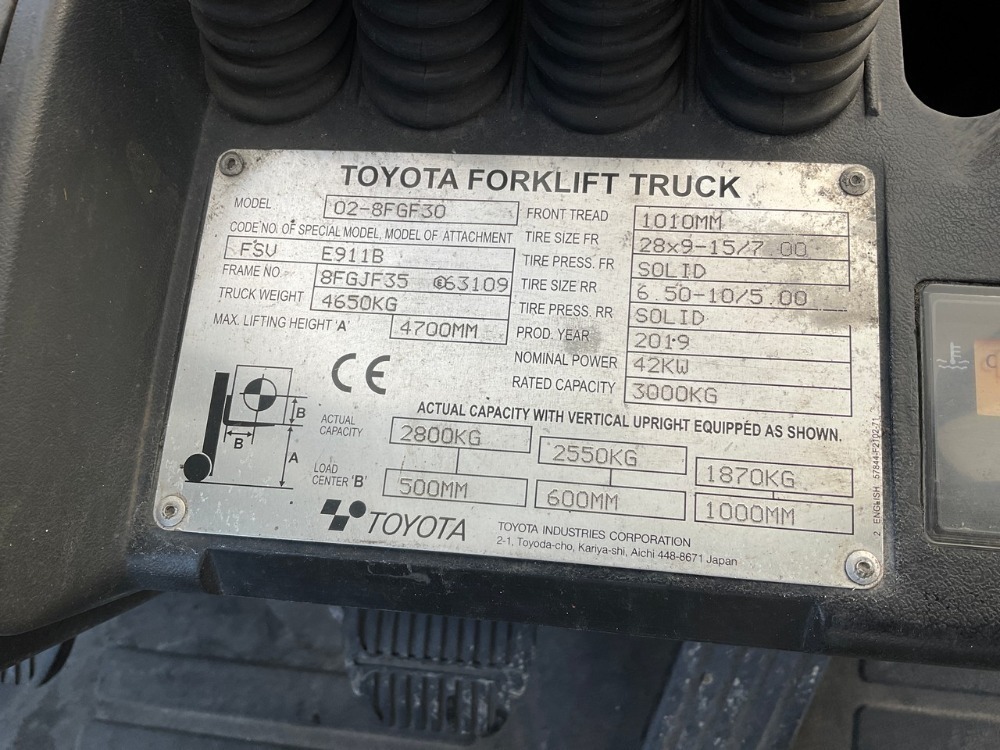 TOYOTA FORKLIFT TRUCK
MODEL 02-8FGF30
CODE NO. OF SPECIAL MODEL, MODEL OF ATTACHMENT
FSV E911B
FRAME NO. 8FGJF35 63109
TRUCK WEIGHT 4650KG
MAX. LIFTING HEIGHT 'A' 4700MM
FRONT TREAD 1010MM
TIRE SIZE FR 28x9-15/7.00
TIRE PRESS. FR SOLID
TIRE SIZE RR 6.50-10/5.00
TIRE PRESS. RR SOLID
PROD. YEAR 2019
NOMINAL POWER 42KW
RATED CAPACITY 3000KG
CE
ACTUAL CAPACITY WITH VERTICAL UPRIGHT EQUIPPED AS SHOWN.
B
B
A
ACTUAL CAPACITY 2800KG 2550KG 1870KG
LOAD CENTER 'B' 500MM 600MM 1000MM
TOYOTA
TOYOTA INDUSTRIES CORPORATION
2-1, Toyoda-cho, Kariya-shi, Aichi 448-8671 Japan
2 ENGLISH 57844-F2102-71